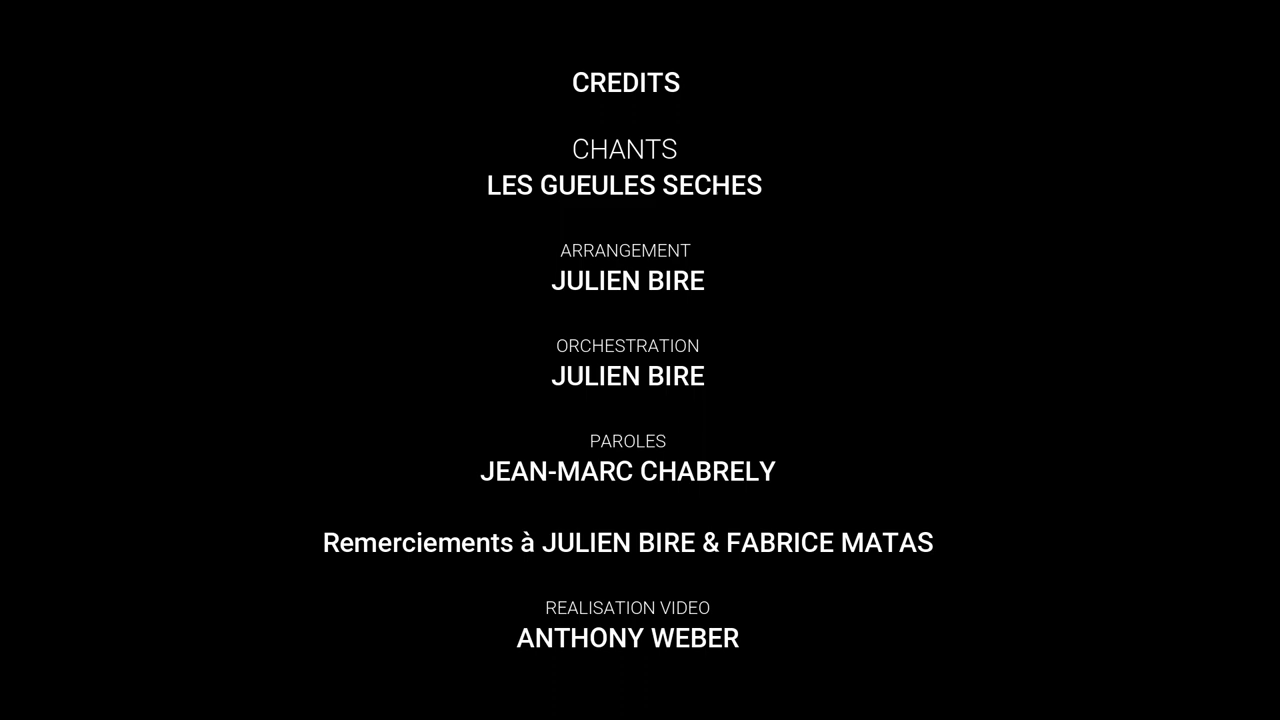 CREDITS
CHANTS
LES GUEULES SECHES
ARRANGEMENT
JULIEN BIRE
ORCHESTRATION
JULIEN BIRE
PAROLES
JEAN-MARC CHABRELY
Remerciements à JULIEN BIRE & FABRICE MATAS
REALISATION VIDEO
ANTHONY WEBER